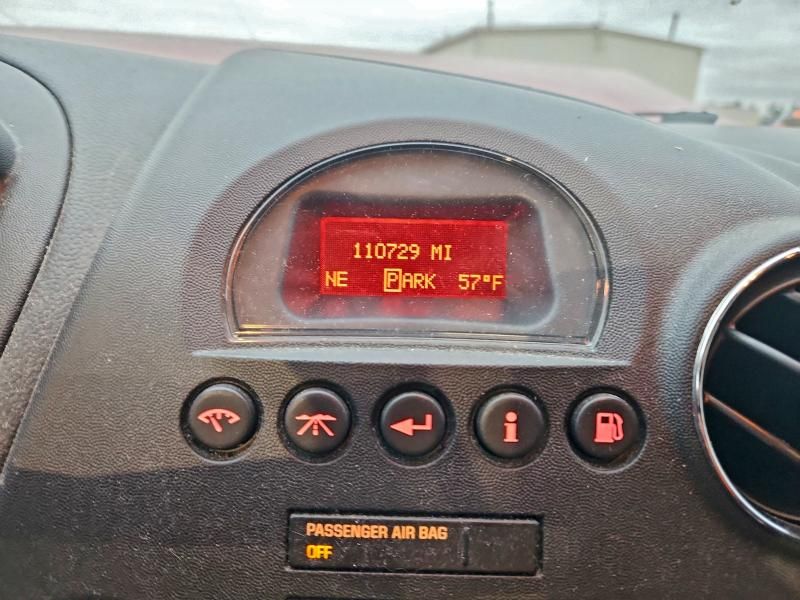 110729 MI
NE PARK 57°F
PASSENGER AIR BAG
OFF